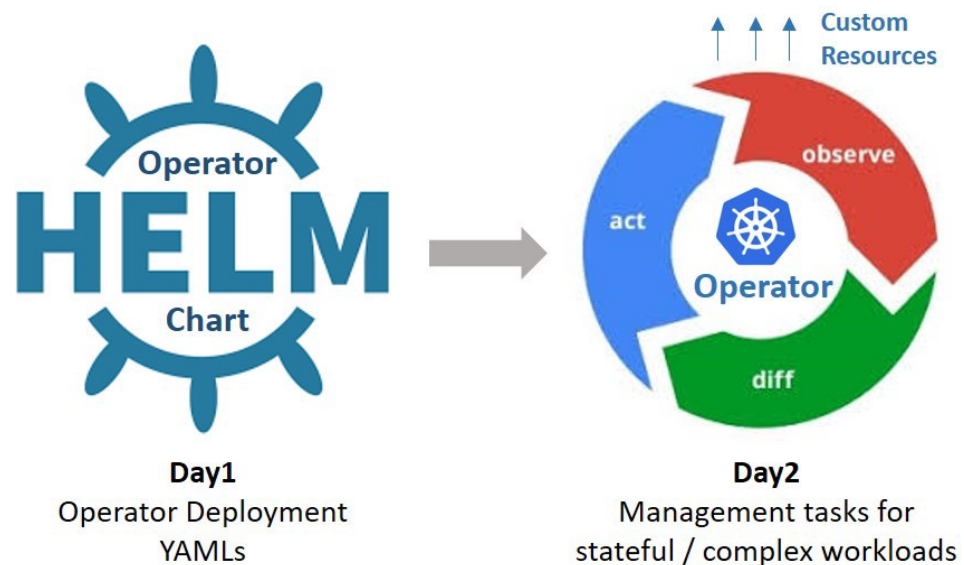 Operator
HELM
Chart
Day1
Operator Deployment
YAMLs
Custom
Resources
observe
act
Operator
diff
Day2
Management tasks for
stateful / complex workloads